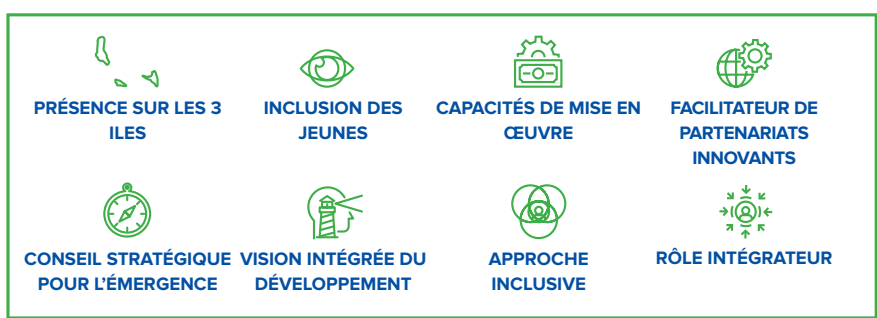 PRÉSENCE SUR LES 3
ILES
INCLUSION DES
JEUNES
CAPACITÉS DE MISE EN
ŒUVRE
FACILITATEUR DE
PARTENARIATS
INNOVANTS
CONSEIL STRATÉGIQUE
POUR L’ÉMERGENCE
VISION INTÉGRÉE DU
DÉVELOPPEMENT
APPROCHE
INCLUSIVE
RÔLE INTÉGRATEUR